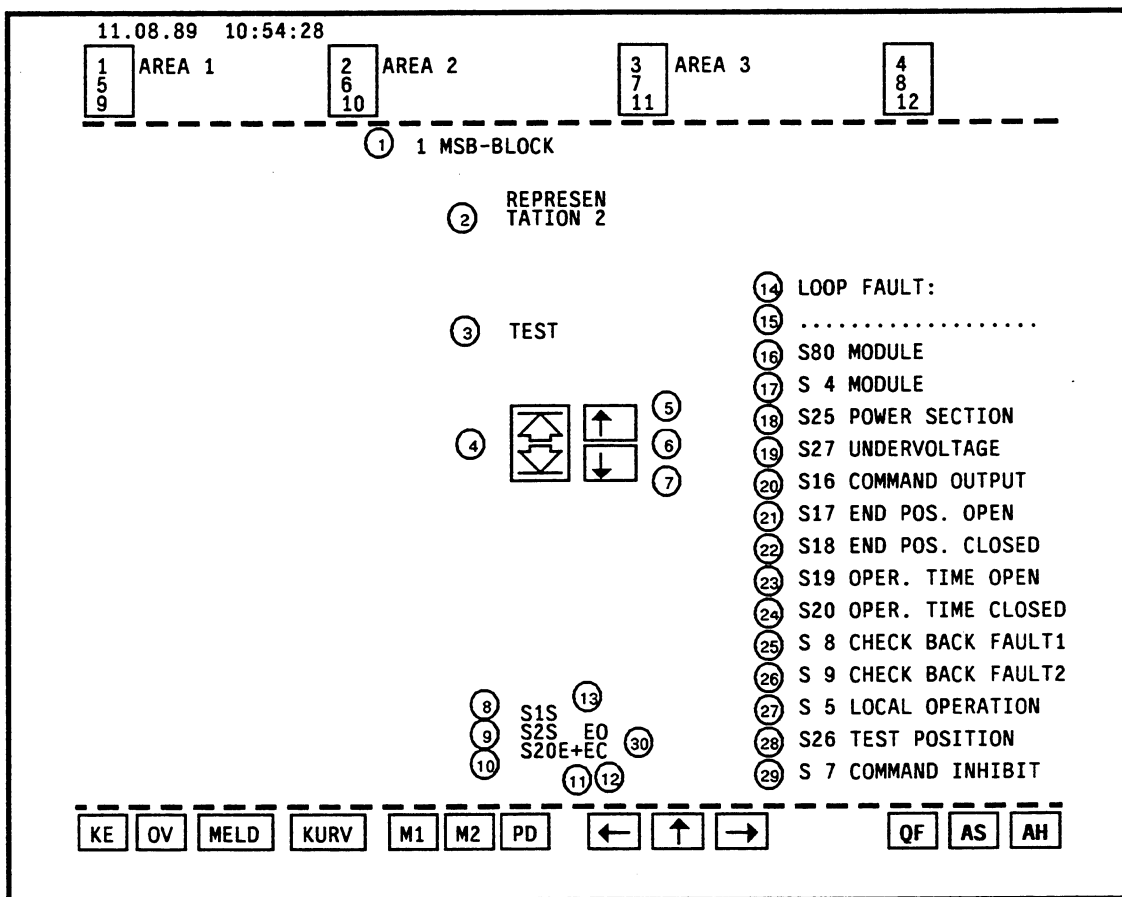 11.08.89 10:54:28
1 AREA 1
5
9
2 AREA 2
6
10
3 AREA 3
7
11
4
8
12
1 1 MSB-BLOCK
2 REPRESEN
TATION 2
3 TEST
4
5
6
7
8 S1S 13
9 S2S EO 30
10 S20E+EC
11 12
14 LOOP FAULT:
15 ...................
16 S80 MODULE
17 S 4 MODULE
18 S25 POWER SECTION
19 S27 UNDERVOLTAGE
20 S16 COMMAND OUTPUT
21 S17 END POS. OPEN
22 S18 END POS. CLOSED
23 S19 OPER. TIME OPEN
24 S20 OPER. TIME CLOSED
25 S 8 CHECK BACK FAULT1
26 S 9 CHECK BACK FAULT2
27 S 5 LOCAL OPERATION
28 S26 TEST POSITION
29 S 7 COMMAND INHIBIT
KE OV MELD KURV M1 M2 PD ← ↑ → QF AS AH